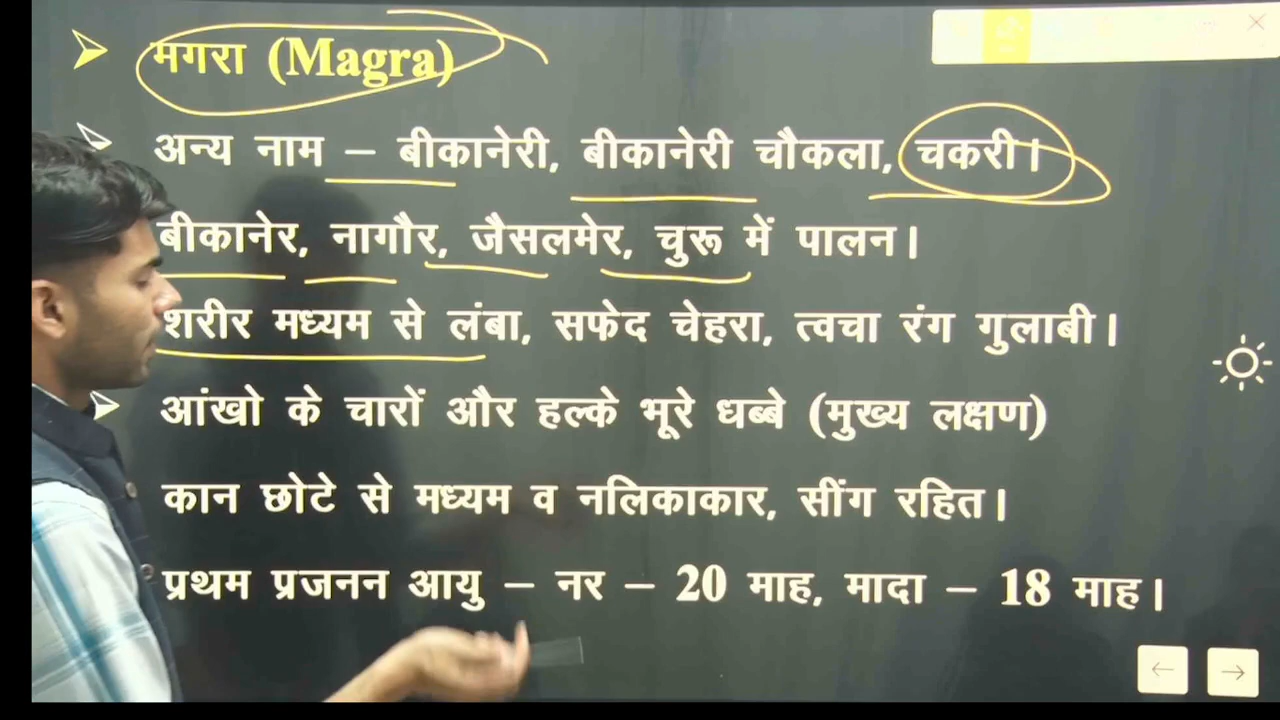 मगरा (Magra)
अन्य नाम – बीकानेरी, बीकानेरी चौकला, चकरी।
बीकानेर, नागौर, जैसलमेर, चुरू में पालन।
शरीर मध्यम से लंबा, सफेद चेहरा, त्वचा रंग गुलाबी।
आंखो के चारों और हल्के भूरे धब्बे (मुख्य लक्षण)
कान छोटे से मध्यम व नलिकाकार, सींग रहित।
प्रथम प्रजनन आयु – नर – 20 माह, मादा – 18 माह।